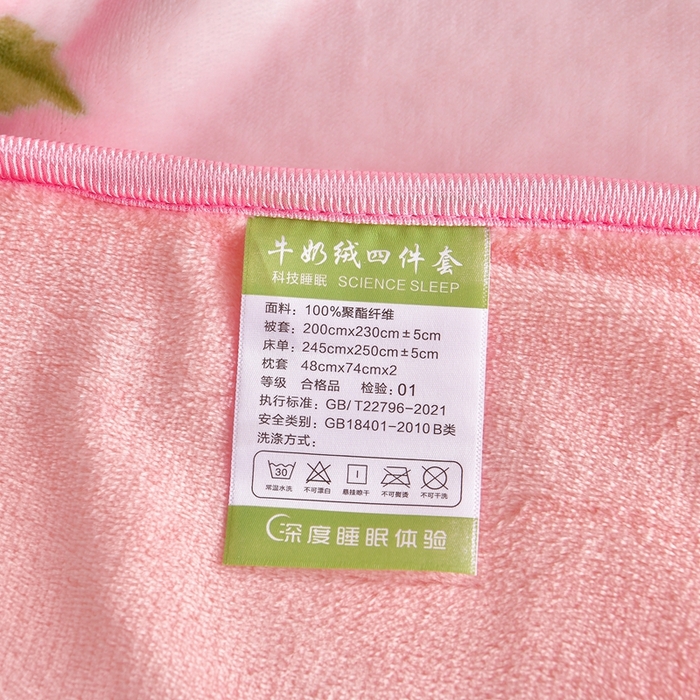 牛奶绒四件套
科技睡眠 SCIENCE SLEEP
面料：100%聚酯纤维
被套：200cmx230cm±5cm
床单：245cmx250cm±5cm
枕套 48cmx74cmx2
等级 合格品 检验：01
执行标准：GB/T22796-2021
安全类别：GB18401-2010 B类
洗涤方式：
30
常温水洗 不可漂白 悬挂晾干 不可熨烫 不可干洗
深度睡眠体验